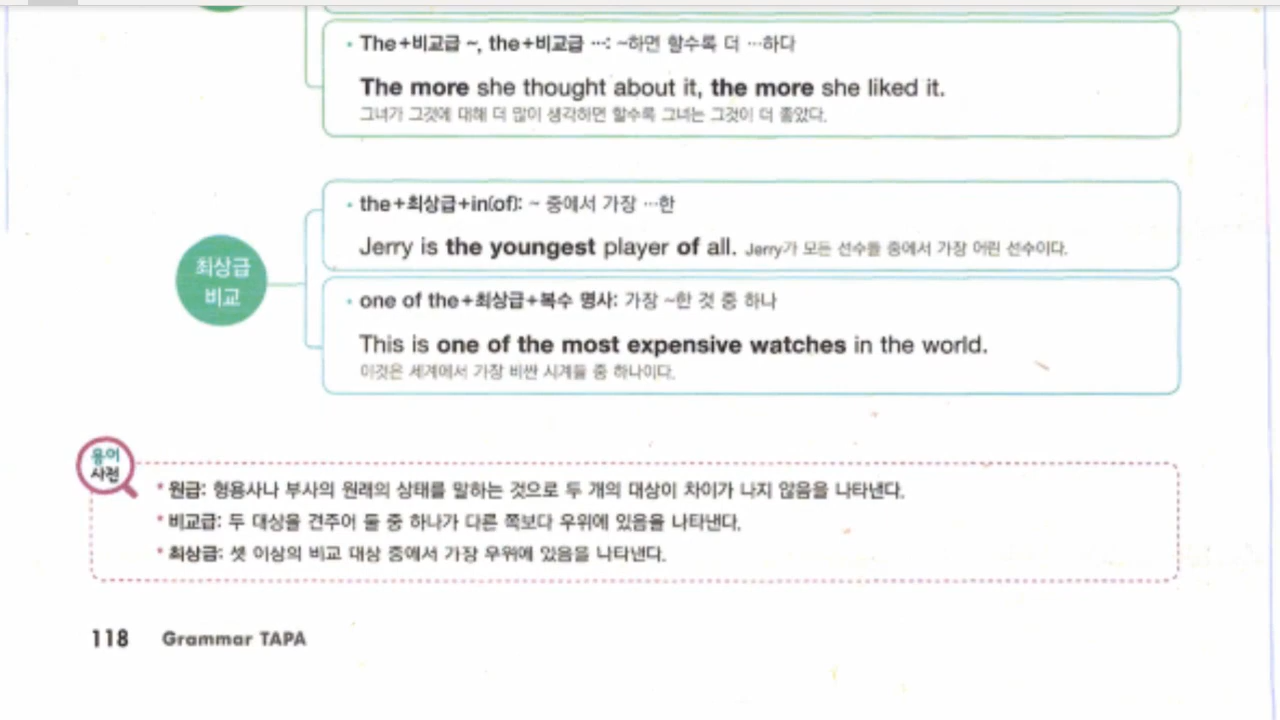 • The+비교급 ~, the+비교급 …: ~하면 할수록 더 …하다
The more she thought about it, the more she liked it.
그녀가 그것에 대해 더 많이 생각하면 할수록 그녀는 그것이 더 좋았다.
• the+최상급+in(of): ~ 중에서 가장 …한
최상급
비교
Jerry is the youngest player of all. Jerry가 모든 선수들 중에서 가장 어린 선수이다.
• one of the+최상급+복수 명사: 가장 ~한 것 중 하나
This is one of the most expensive watches in the world.
이것은 세계에서 가장 비싼 시계들 중 하나이다.
용어
사전
* 원급: 형용사나 부사의 원래의 상태를 말하는 것으로 두 개의 대상이 차이가 나지 않음을 나타낸다.
* 비교급: 두 대상을 견주어 둘 중 하나가 다른 쪽보다 우위에 있음을 나타낸다.
* 최상급: 셋 이상의 비교 대상 중에서 가장 우위에 있음을 나타낸다.
118 Grammar TAPA